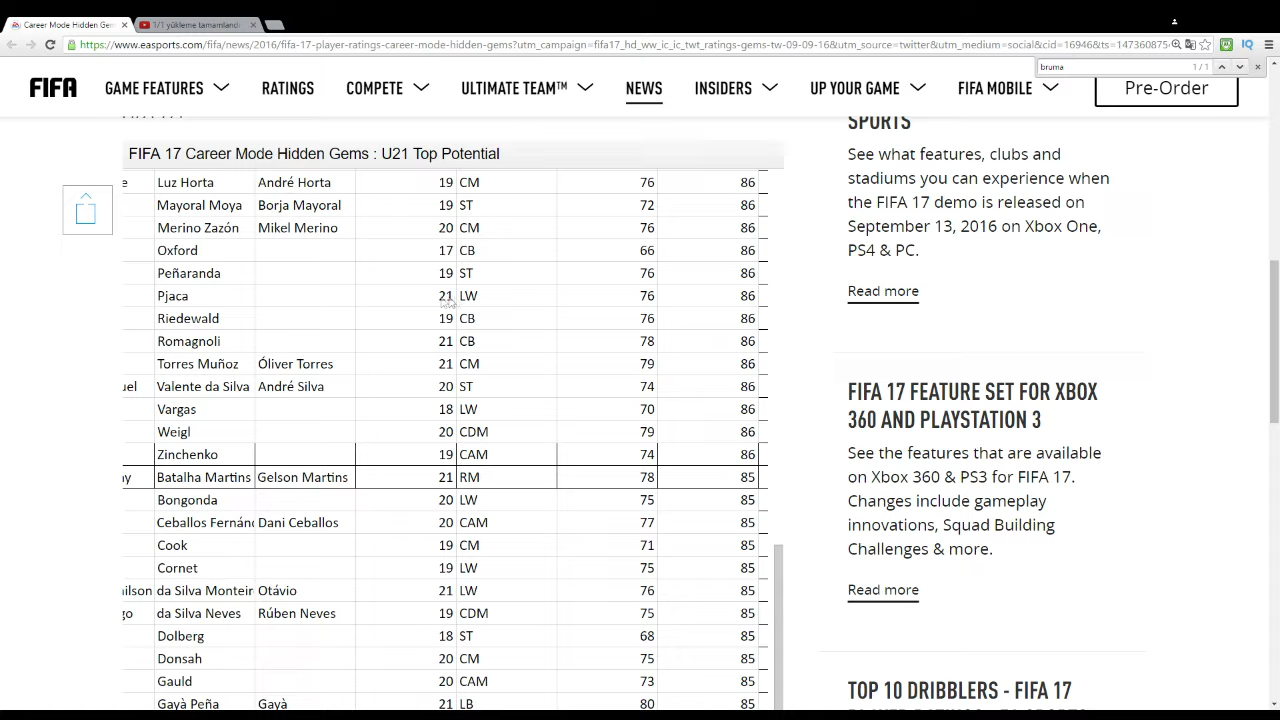 Career Mode Hidden Ger
1/1 yükleme tamamland
https://www.easports.com/fifa/news/2016/fifa-17-player-ratings-career-mode-hidden-gems?utm_campaign=fifa17_hd_ww_ic_ic_twt_ratings-gems-tw-09-09-16&utm_source=twitter&utm_medium=social&cid=16946&ts=147360875
bruma 1/1
FIFA GAME FEATURES RATINGS COMPETE ULTIMATE TEAM™ NEWS INSIDERS UP YOUR GAME FIFA MOBILE Pre-Order
FIFA 17 Career Mode Hidden Gems : U21 Top Potential
e Luz Horta André Horta 19 CM 76 86
Mayoral Moya Borja Mayoral 19 ST 72 86
Merino Zazón Mikel Merino 20 CM 76 86
Oxford 17 CB 66 86
Peñaranda 19 ST 76 86
Pjaca 21 LW 76 86
Riedewald 19 CB 76 86
Romagnoli 21 CB 78 86
Torres Muñoz Óliver Torres 21 CM 79 86
uel Valente da Silva André Silva 20 ST 74 86
Vargas 18 LW 70 86
Weigl 20 CDM 79 86
Zinchenko 19 CAM 74 86
ny Batalha Martins Gelson Martins 21 RM 78 85
Bongonda 20 LW 75 85
Ceballos Fernánd Dani Ceballos 20 CAM 77 85
Cook 19 CM 71 85
Cornet 19 LW 75 85
nilson da Silva Monteir Otávio 21 LW 76 85
go da Silva Neves Rúben Neves 19 CDM 75 85
Dolberg 18 ST 68 85
Donsah 20 CM 75 85
Gauld 20 CAM 73 85
Gayà Peña Gayà 21 LB 80 85
SPORTS
See what features, clubs and
stadiums you can experience when
the FIFA 17 demo is released on
September 13, 2016 on Xbox One,
PS4 & PC.
Read more
FIFA 17 FEATURE SET FOR XBOX
360 AND PLAYSTATION 3
See the features that are available
on Xbox 360 & PS3 for FIFA 17.
Changes include gameplay
innovations, Squad Building
Challenges & more.
Read more
TOP 10 DRIBBLERS - FIFA 17